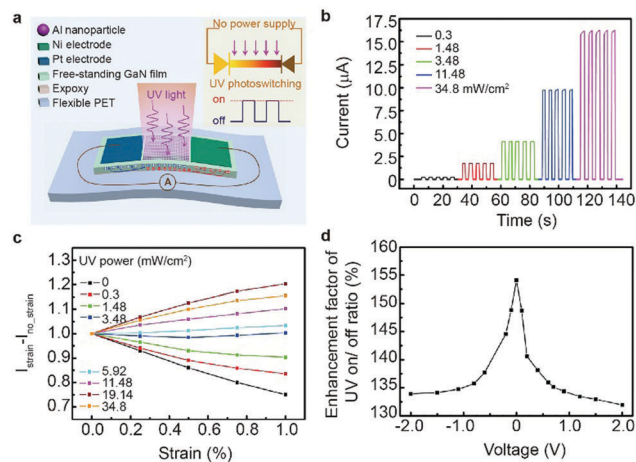 a
Al nanoparticle
Ni electrode
Pt electrode
Free-standing GaN film
Expoxy
Flexible PET
No power supply
UV photoswitching
on
off
UV light
A
b
Current (μA)
17.5
15.0
12.5
10.0
7.5
5.0
2.5
0.0
0.3
1.48
3.48
11.48
34.8 mW/cm²
0 20 40 60 80 100 120 140
Time (s)
c
I_strain-I_no_strain
1.3
1.2
1.1
1.0
0.9
0.8
0.7
UV power (mW/cm²)
0
0.3
1.48
3.48
5.92
11.48
19.14
34.8
0.0 0.2 0.4 0.6 0.8 1.0
Strain (%)
d
Enhancement factor of
UV on/ off ratio (%)
160
155
150
145
140
135
130
-2.0 -1.0 0 1.0 2.0
Voltage (V)